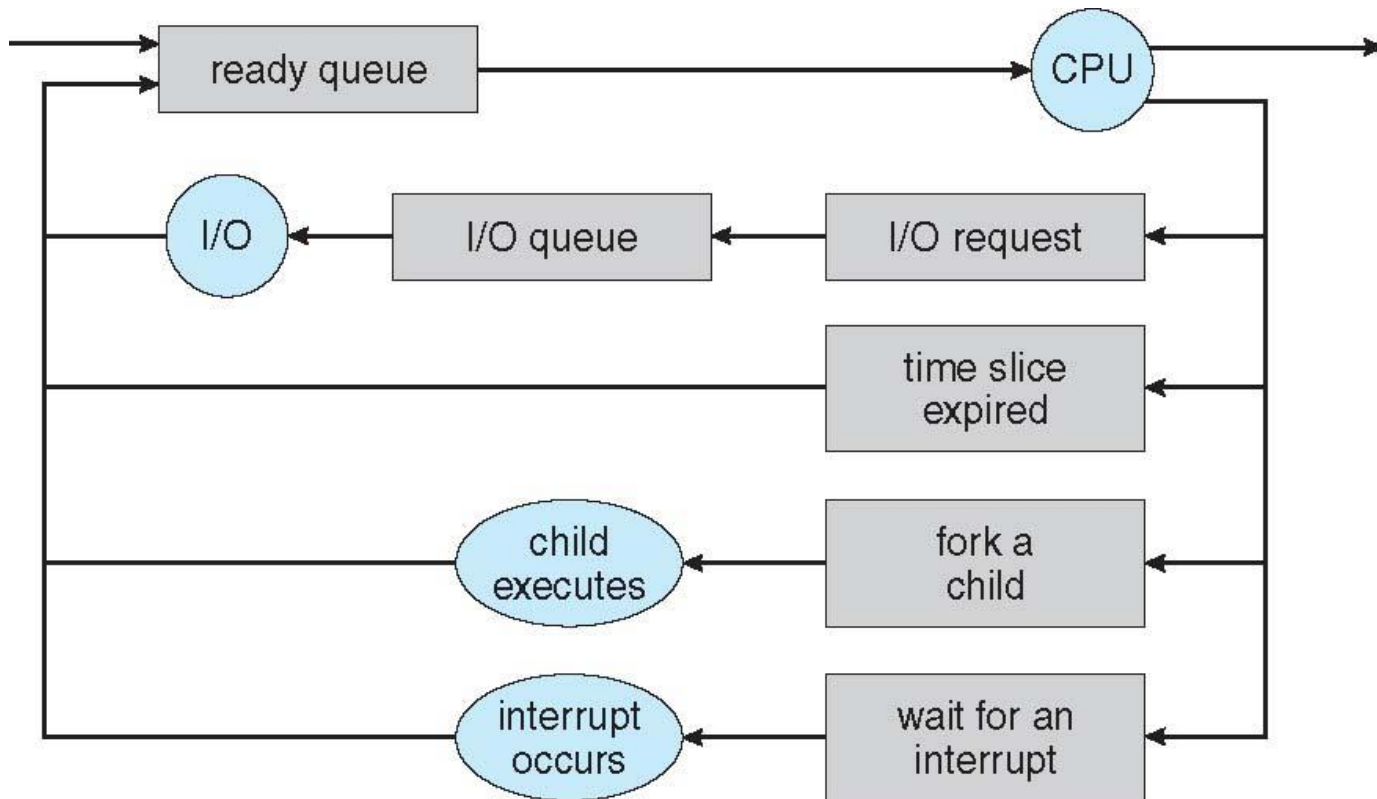 ready queue
CPU
I/O
I/O queue
I/O request
time slice
expired
child
executes
fork a
child
interrupt
occurs
wait for an
interrupt